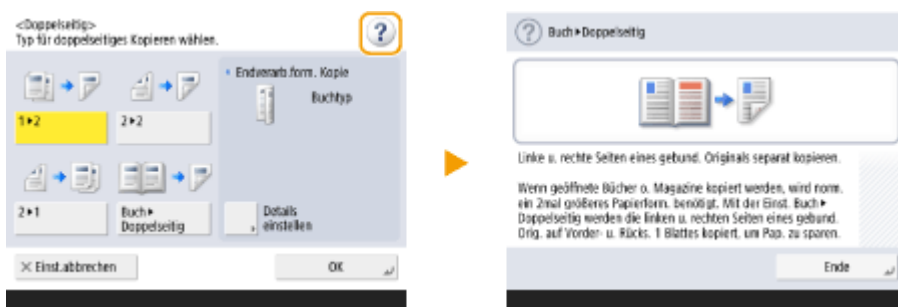 <Doppelseitig>
Typ für doppelseitiges Kopieren wählen.
?
1▸2
2▸2
2▸1
Buch▸
Doppelseitig
• Endverarb.form. Kopie
Buchtyp
Details
einstellen
× Einst.abbrechen
OK
? Buch▸Doppelseitig
Linke u. rechte Seiten eines gebund. Originals separat kopieren.
Wenn geöffnete Bücher o. Magazine kopiert werden, wird norm.
ein 2mal größeres Papierform. benötigt. Mit der Einst. Buch▸
Doppelseitig werden die linken u. rechten Seiten eines gebund.
Orig. auf Vorder- u. Rücks. 1 Blattes kopiert, um Pap. zu sparen.
Ende